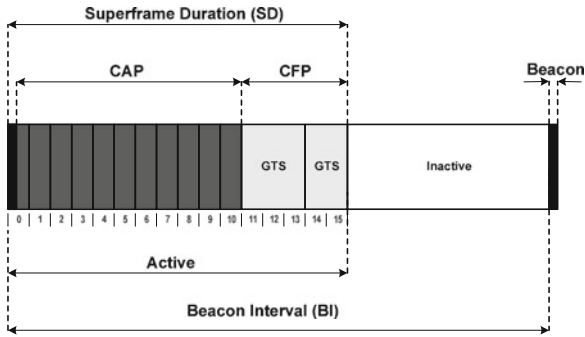 Superframe Duration (SD)
CAP CFP Beacon
GTS GTS Inactive
0 1 2 3 4 5 6 7 8 9 10 11 12 13 14 15
Active
Beacon Interval (BI)